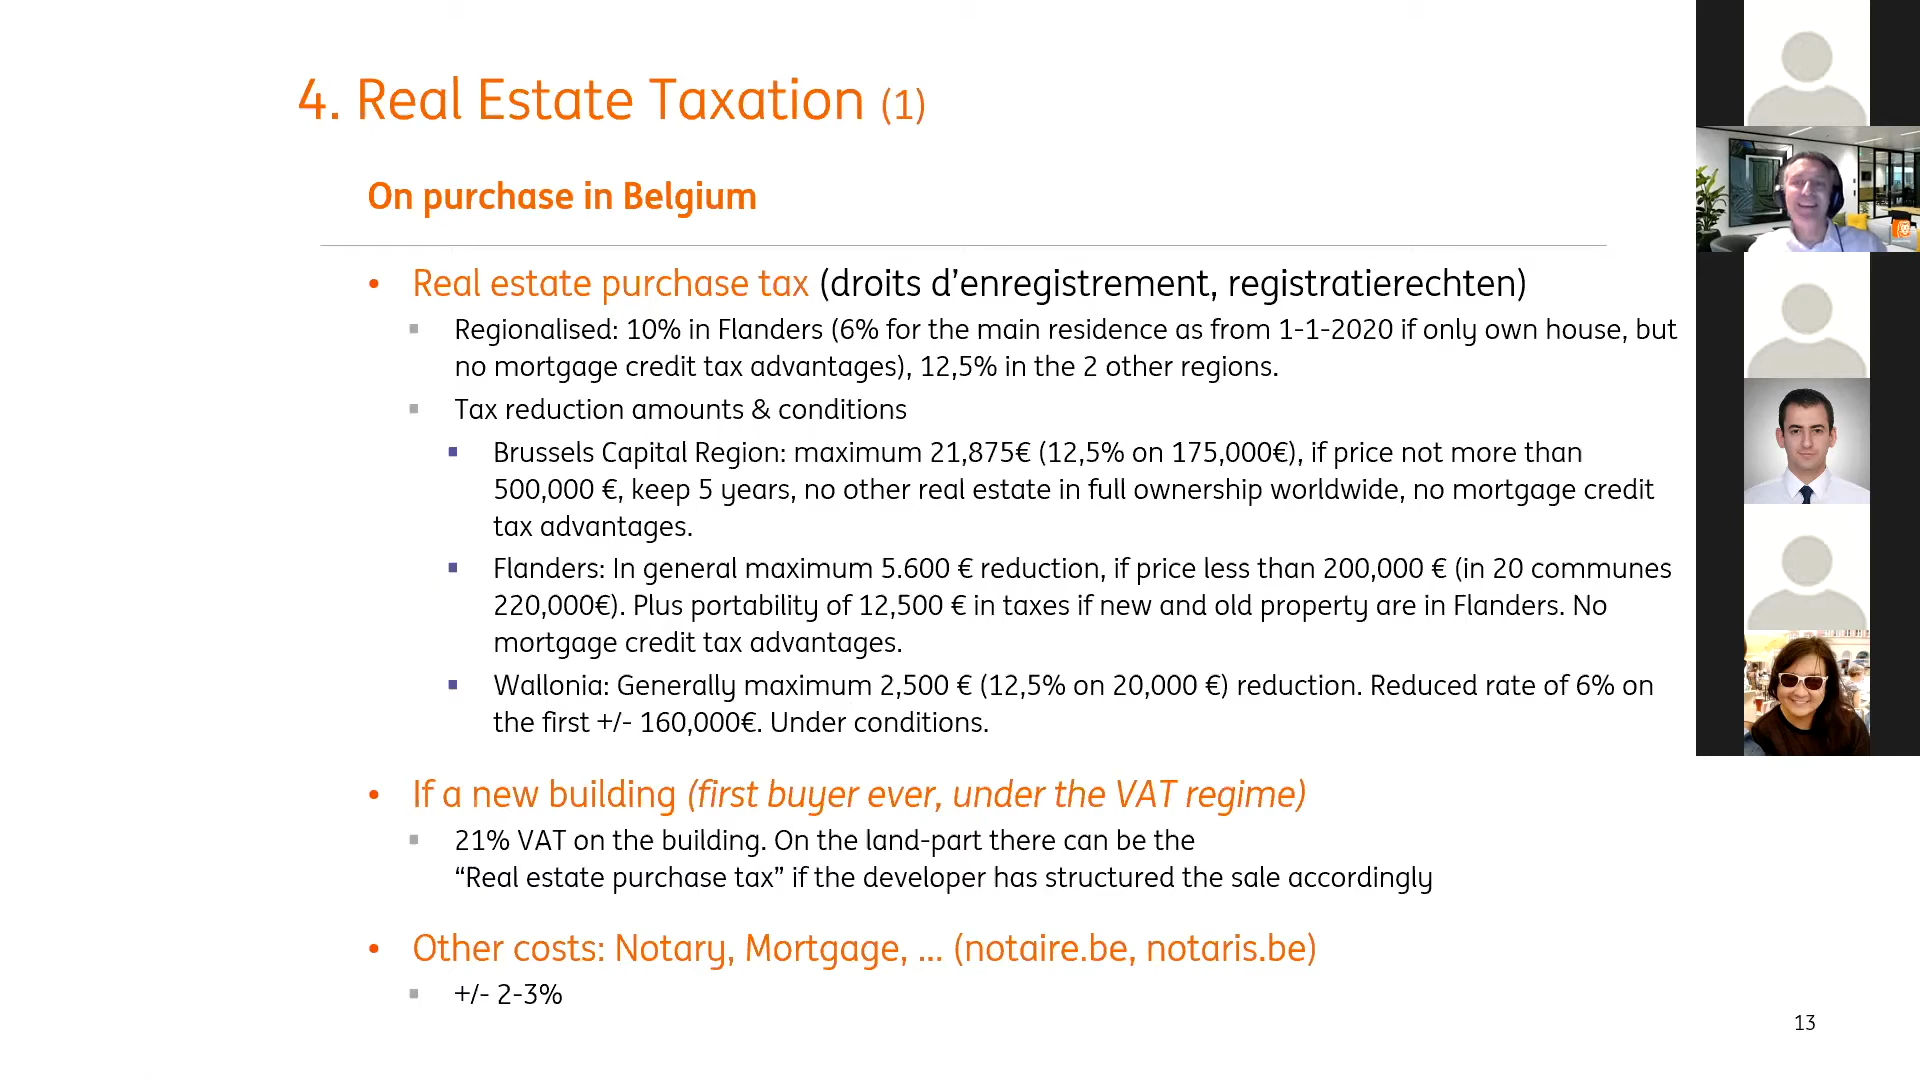 4. Real Estate Taxation (1)
On purchase in Belgium
• Real estate purchase tax (droits d’enregistrement, registratierechten)
▪ Regionalised: 10% in Flanders (6% for the main residence as from 1-1-2020 if only own house, but
no mortgage credit tax advantages), 12,5% in the 2 other regions.
▪ Tax reduction amounts & conditions
▪ Brussels Capital Region: maximum 21,875€ (12,5% on 175,000€), if price not more than
500,000 €, keep 5 years, no other real estate in full ownership worldwide, no mortgage credit
tax advantages.
▪ Flanders: In general maximum 5.600 € reduction, if price less than 200,000 € (in 20 communes
220,000€). Plus portability of 12,500 € in taxes if new and old property are in Flanders. No
mortgage credit tax advantages.
▪ Wallonia: Generally maximum 2,500 € (12,5% on 20,000 €) reduction. Reduced rate of 6% on
the first +/- 160,000€. Under conditions.
• If a new building (first buyer ever, under the VAT regime)
▪ 21% VAT on the building. On the land-part there can be the
“Real estate purchase tax” if the developer has structured the sale accordingly
• Other costs: Notary, Mortgage, ... (notaire.be, notaris.be)
▪ +/- 2-3%
13